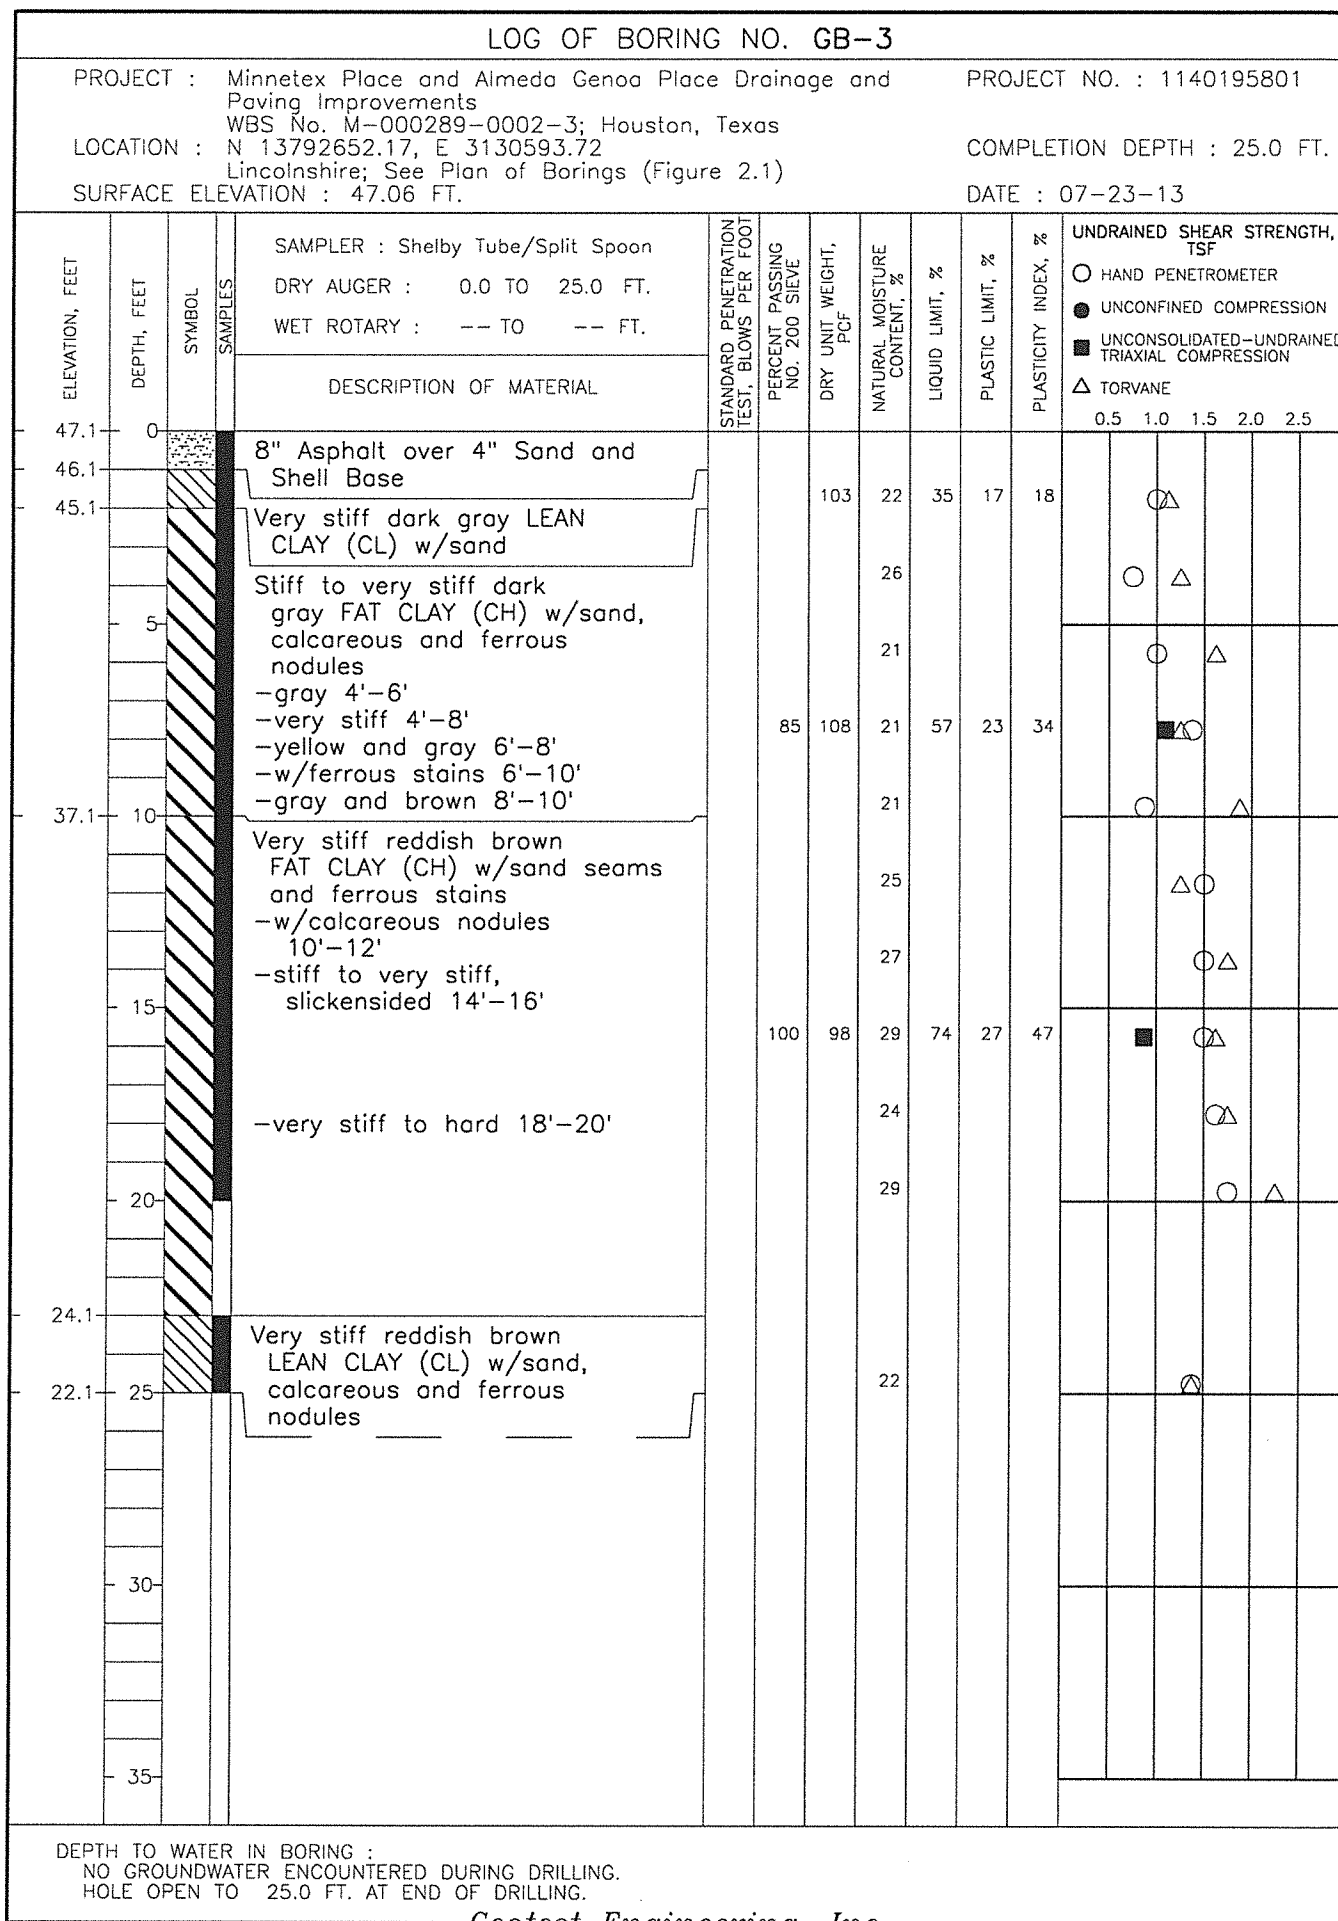 LOG OF BORING NO. GB-3
PROJECT : Minnetex Place and Almeda Genoa Place Drainage and
Paving Improvements
WBS No. M-000289-0002-3; Houston, Texas
PROJECT NO. : 1140195801
LOCATION : N 13792652.17, E 3130593.72
Lincolnshire; See Plan of Borings (Figure 2.1)
COMPLETION DEPTH : 25.0 FT.
SURFACE ELEVATION : 47.06 FT.
DATE : 07-23-13
ELEVATION, FEET
DEPTH, FEET
SYMBOL
SAMPLES
SAMPLER : Shelby Tube/Split Spoon
DRY AUGER : 0.0 TO 25.0 FT.
WET ROTARY : -- TO -- FT.
DESCRIPTION OF MATERIAL
STANDARD PENETRATION
TEST, BLOWS PER FOOT
PERCENT PASSING
NO. 200 SIEVE
DRY UNIT WEIGHT,
PCF
NATURAL MOISTURE
CONTENT, %
LIQUID LIMIT, %
PLASTIC LIMIT, %
PLASTICITY INDEX, %
UNDRAINED SHEAR STRENGTH,
TSF
HAND PENETROMETER
UNCONFINED COMPRESSION
UNCONSOLIDATED-UNDRAINED
TRIAXIAL COMPRESSION
TORVANE
0.5 1.0 1.5 2.0 2.5
47.1 0
8" Asphalt over 4" Sand and
Shell Base
46.1
103 22 35 17 18
45.1
Very stiff dark gray LEAN
CLAY (CL) w/sand
26
Stiff to very stiff dark
gray FAT CLAY (CH) w/sand,
5
calcareous and ferrous
nodules
21
-gray 4'-6'
-very stiff 4'-8'
85 108 21 57 23 34
-yellow and gray 6'-8'
-w/ferrous stains 6'-10'
-gray and brown 8'-10'
21
37.1 10
Very stiff reddish brown
FAT CLAY (CH) w/sand seams
25
and ferrous stains
-w/calcareous nodules
10'-12'
27
-stiff to very stiff,
slickensided 14'-16'
15
100 98 29 74 27 47
24
-very stiff to hard 18'-20'
29
20
24.1
Very stiff reddish brown
LEAN CLAY (CL) w/sand,
calcareous and ferrous
22
22.1 25
nodules
30
35
DEPTH TO WATER IN BORING :
NO GROUNDWATER ENCOUNTERED DURING DRILLING.
HOLE OPEN TO 25.0 FT. AT END OF DRILLING.
Geotest Engineering, Inc.